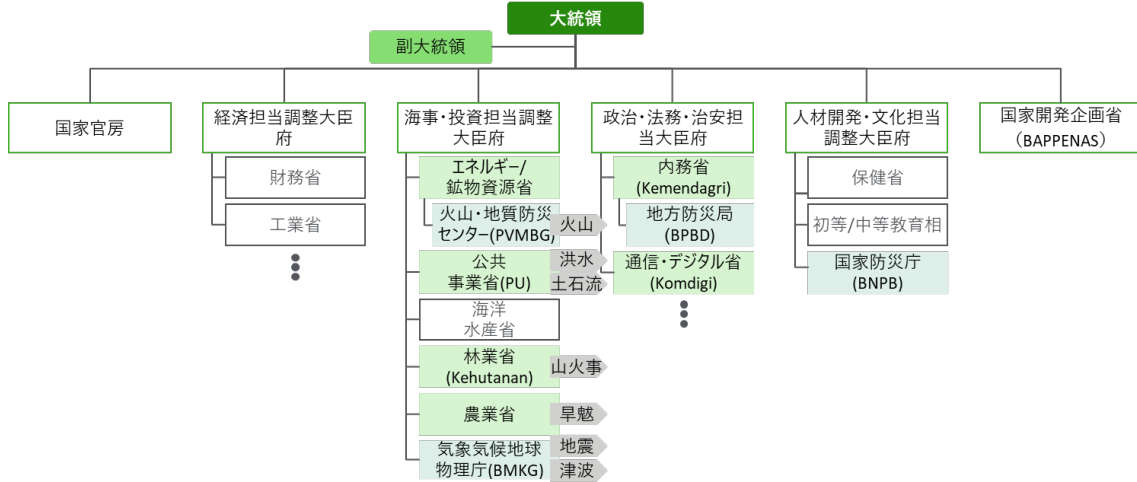 大統領
副大統領
国家官房
経済担当調整大臣
府
財務省
工業省
海事・投資担当調整
大臣府
エネルギー/
鉱物資源省
火山・地質防災
センター(PVMBG)
火山
公共
事業省(PU)
洪水
土石流
海洋
水産省
林業省
(Kehutanan)
山火事
農業省
旱魃
気象気候地球
物理庁(BMKG)
地震
津波
政治・法務・治安担
当大臣府
内務省
(Kemendagri)
地方防災局
(BPBD)
通信・デジタル省
(Komdigi)
人材開発・文化担当
調整大臣府
保健省
初等/中等教育相
国家防災庁
(BNPB)
国家開発企画省
（BAPPENAS）